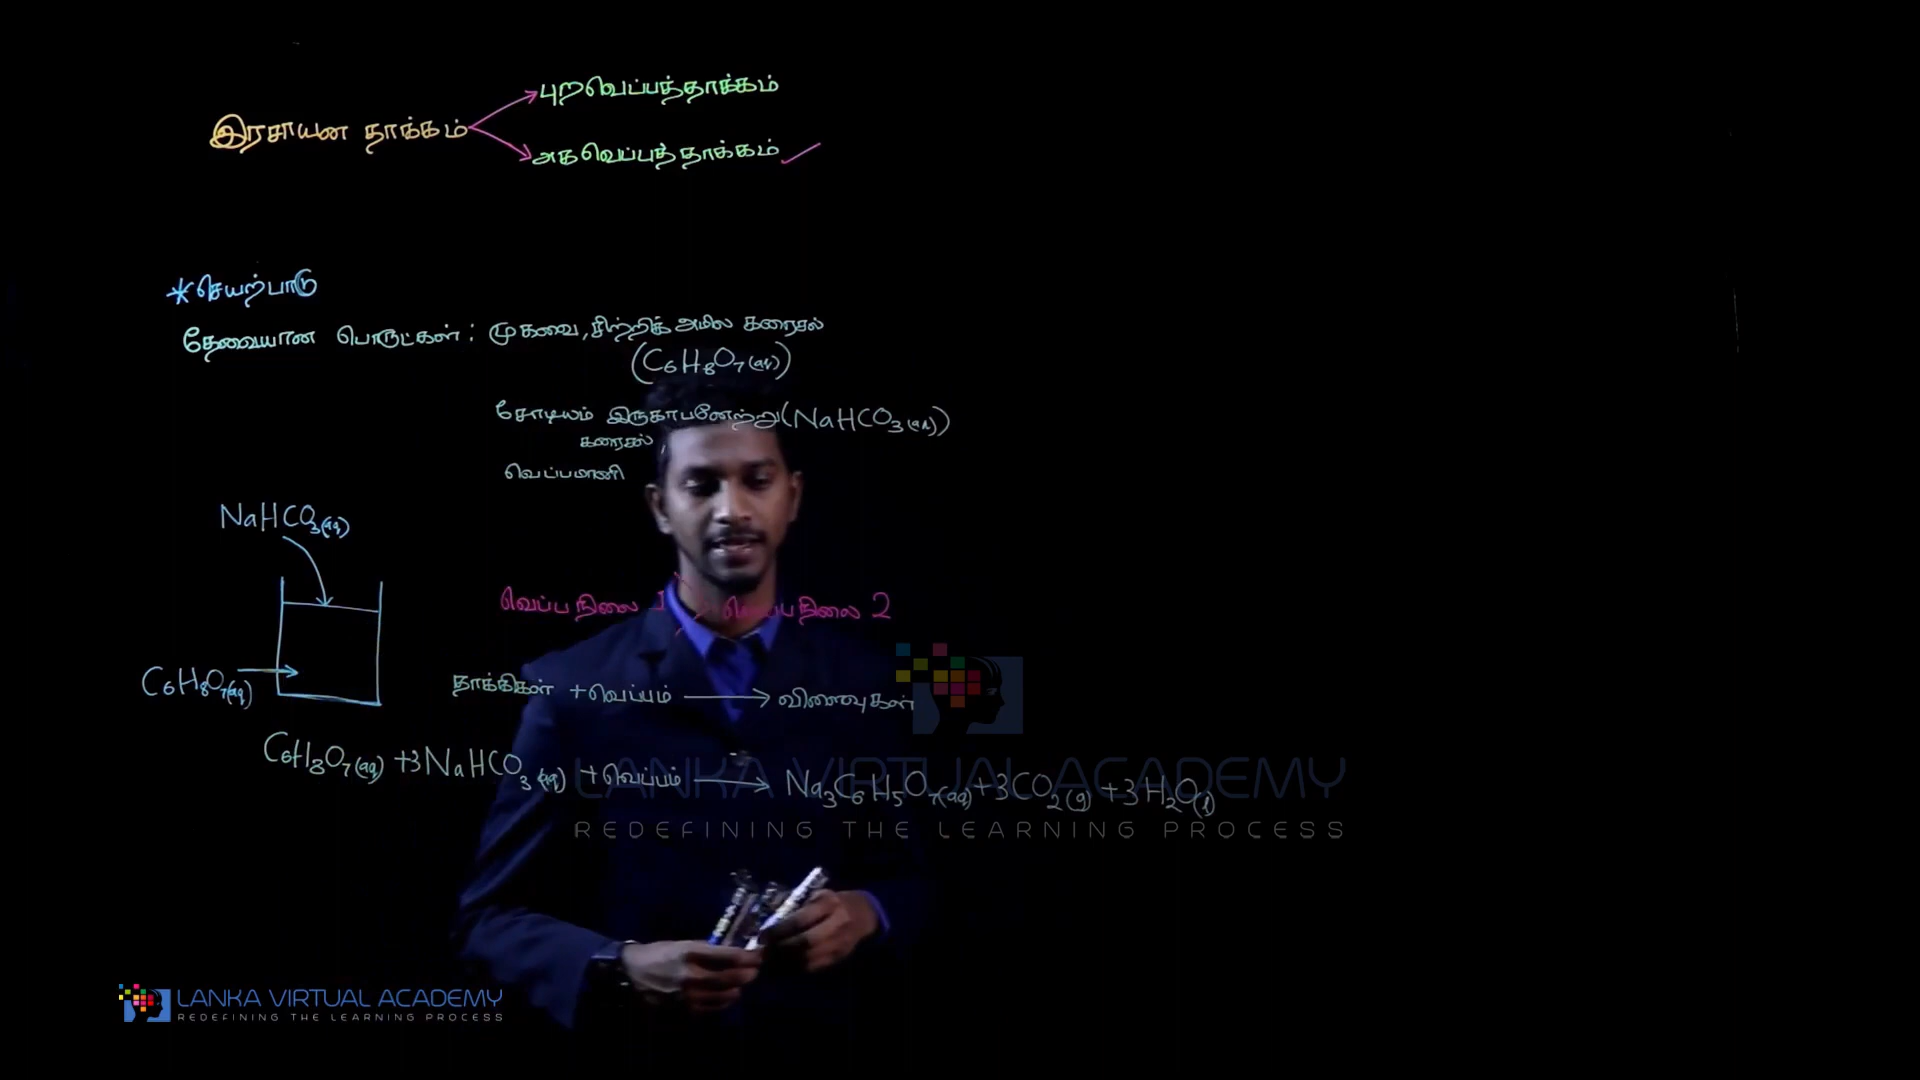 இரசாயன தாக்கம்
புறவெப்பத்தாக்கம்
அகவெப்பத்தாக்கம்
*செயற்பாடு
தேவையான பொருட்கள் : முகவை, சிற்றிக் அமில கரைசல்
(C6H8O7(aq))
சோடியம் இருகாபனேற்று (NaHCO3(aq))
கரைசல்,
வெப்பமானி
NaHCO3(aq)
C6H8O7(aq)
வெப்பநிலை 1 > வெப்பநிலை 2
தாக்கிகள் + வெப்பம் → விளைவுகள்
C6H8O7(aq) + 3NaHCO3(aq) + வெப்பம் → Na3C6H5O7(aq) + 3CO2(g) + 3H2O(l)
LANKA VIRTUAL ACADEMY
REDEFINING THE LEARNING PROCESS
LANKA VIRTUAL ACADEMY
REDEFINING THE LEARNING PROCESS